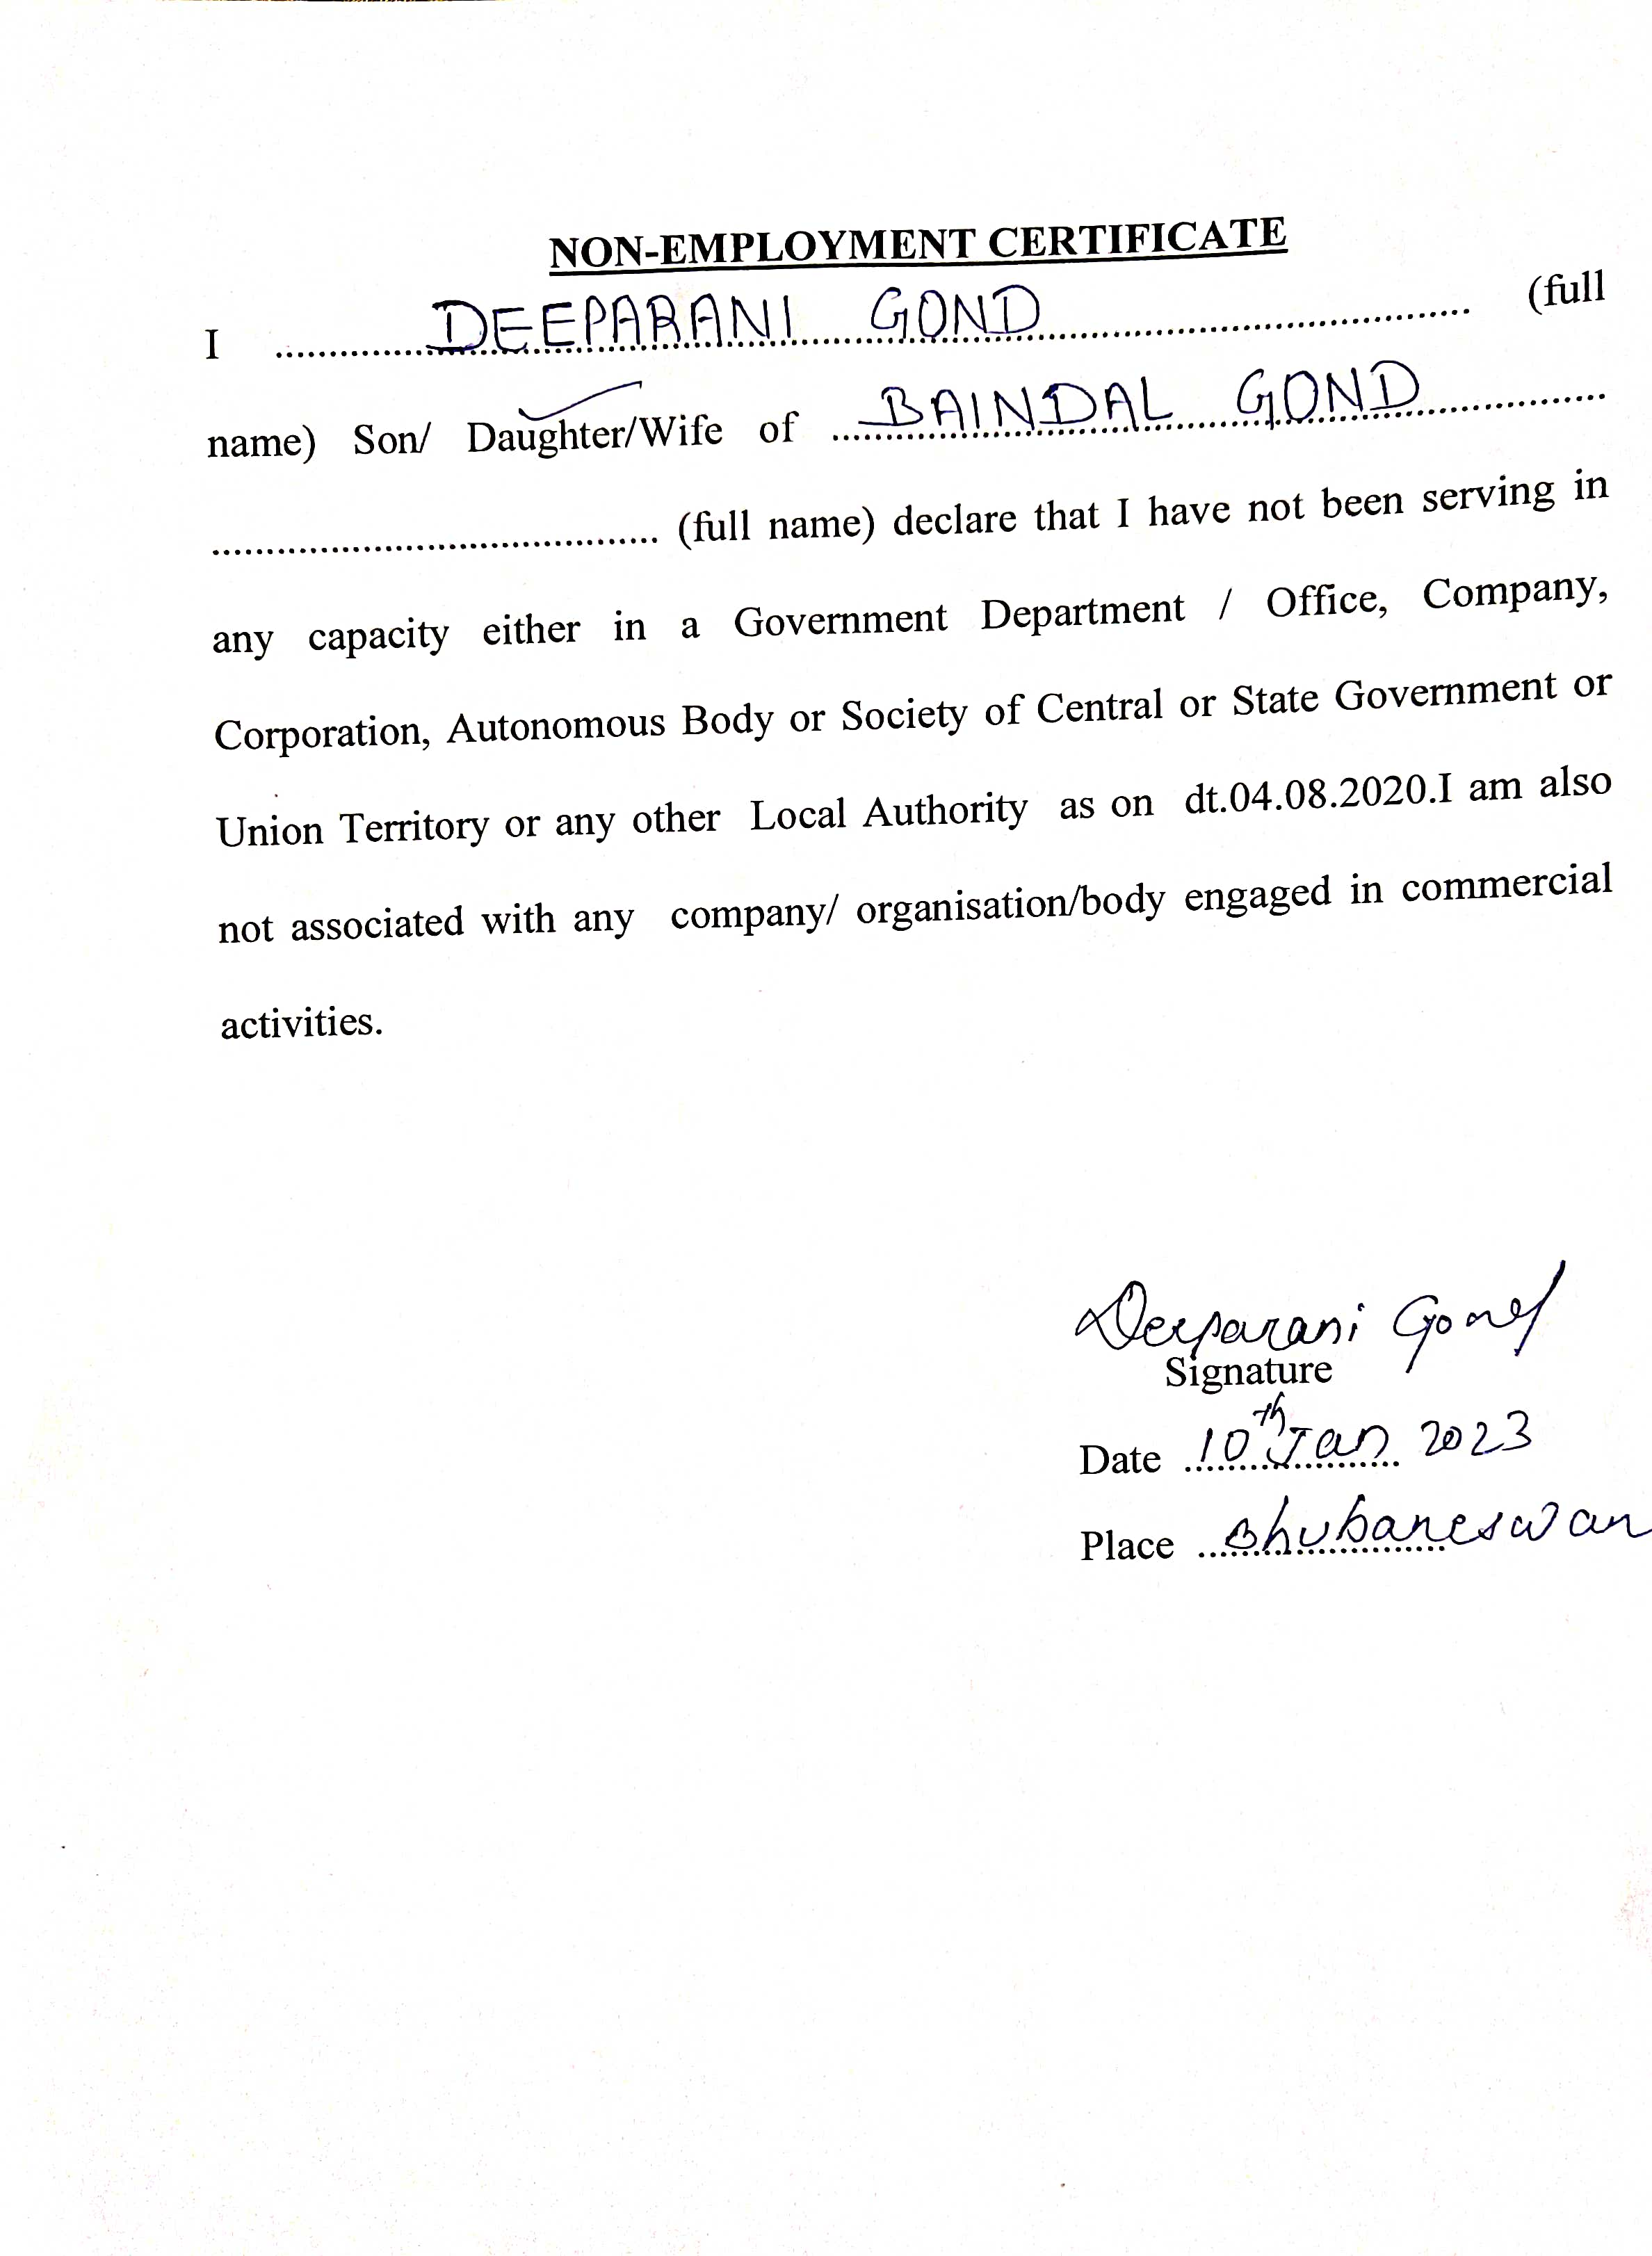 NON-EMPLOYMENT CERTIFICATE
I ........................ DEEPARANI GOND ........................ (full
name) Son/ Daughter/Wife of ........ BAINDAL GOND ........
........................ (full name) declare that I have not been serving in
any capacity either in a Government Department / Office, Company,
Corporation, Autonomous Body or Society of Central or State Government or
Union Territory or any other Local Authority as on dt.04.08.2020.I am also
not associated with any company/ organisation/body engaged in commercial
activities.
Deeparani Gond
Signature
Date 10th Jan 2023
Place Bhubaneswar